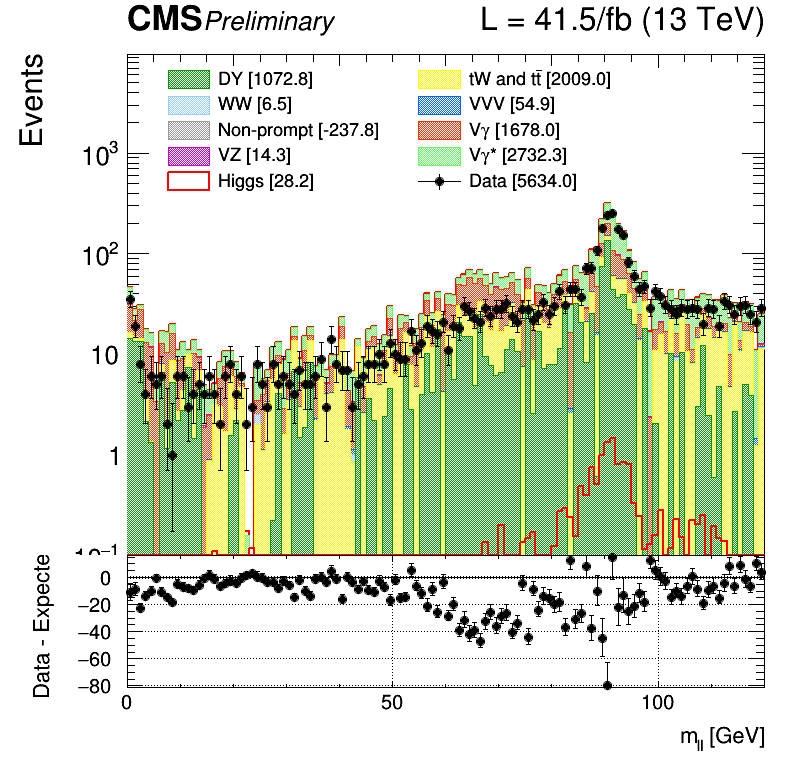 CMS Preliminary L = 41.5/fb (13 TeV)
Events
DY [1072.8] tW and tt̄ [2009.0]
WW [6.5] VVV [54.9]
Non-prompt [-237.8] Vγ [1678.0]
VZ [14.3] Vγ* [2732.3]
Higgs [28.2] Data [5634.0]
10³
10²
10
1
10⁻¹
Data - Expecte
0
−20
−40
−60
−80
0 50 100
m_ll [GeV]